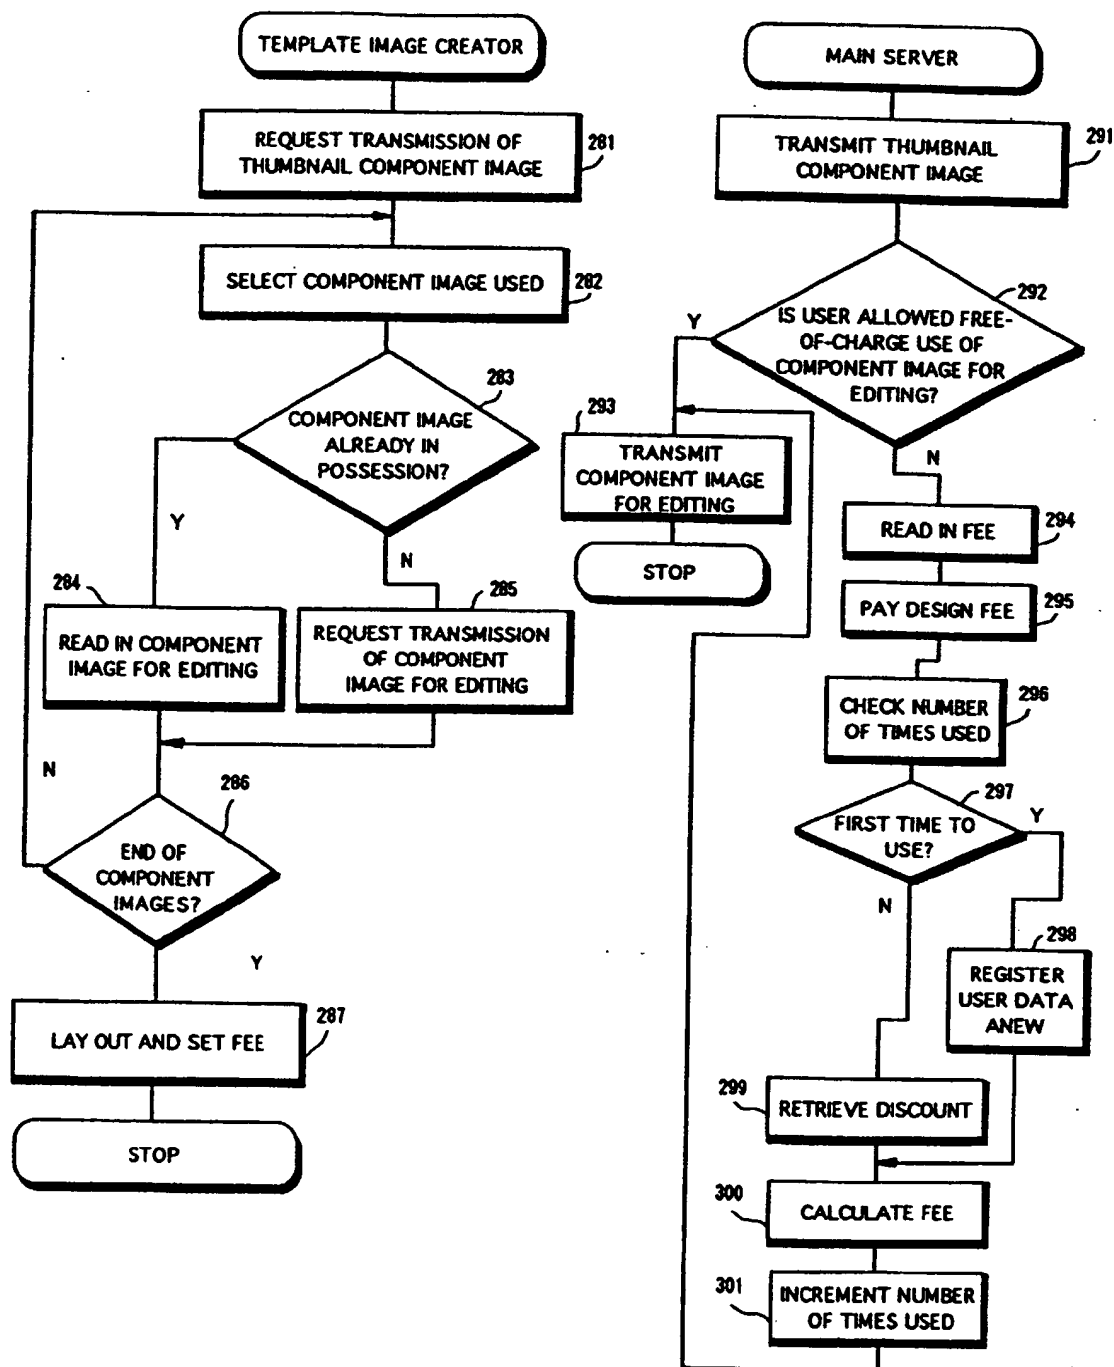 TEMPLATE IMAGE CREATOR
REQUEST TRANSMISSION OF
THUMBNAIL COMPONENT IMAGE
281
SELECT COMPONENT IMAGE USED
282
283
COMPONENT IMAGE
ALREADY IN
POSSESSION?
Y
N
284
READ IN COMPONENT
IMAGE FOR EDITING
285
REQUEST TRANSMISSION
OF COMPONENT
IMAGE FOR EDITING
N
286
END OF
COMPONENT
IMAGES?
Y
287
LAY OUT AND SET FEE
STOP
MAIN SERVER
TRANSMIT THUMBNAIL
COMPONENT IMAGE
291
292
IS USER ALLOWED FREE-
OF-CHARGE USE OF
COMPONENT IMAGE FOR
EDITING?
Y
N
293
TRANSMIT
COMPONENT IMAGE
FOR EDITING
STOP
READ IN FEE
294
PAY DESIGN FEE
295
CHECK NUMBER
OF TIMES USED
296
297
FIRST TIME TO
USE?
Y
N
298
REGISTER
USER DATA
ANEW
299
RETRIEVE DISCOUNT
300
CALCULATE FEE
301
INCREMENT NUMBER
OF TIMES USED